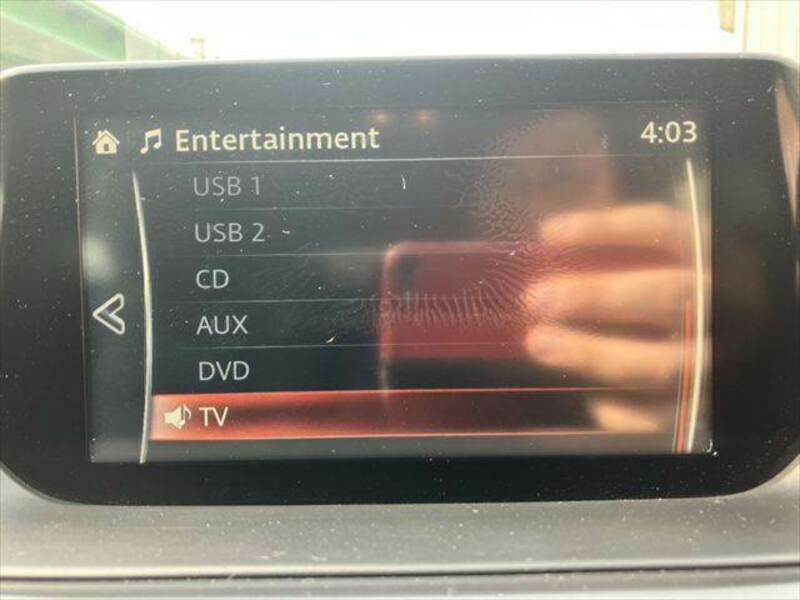 Entertainment 4:03
USB 1
USB 2
CD
AUX
DVD
TV